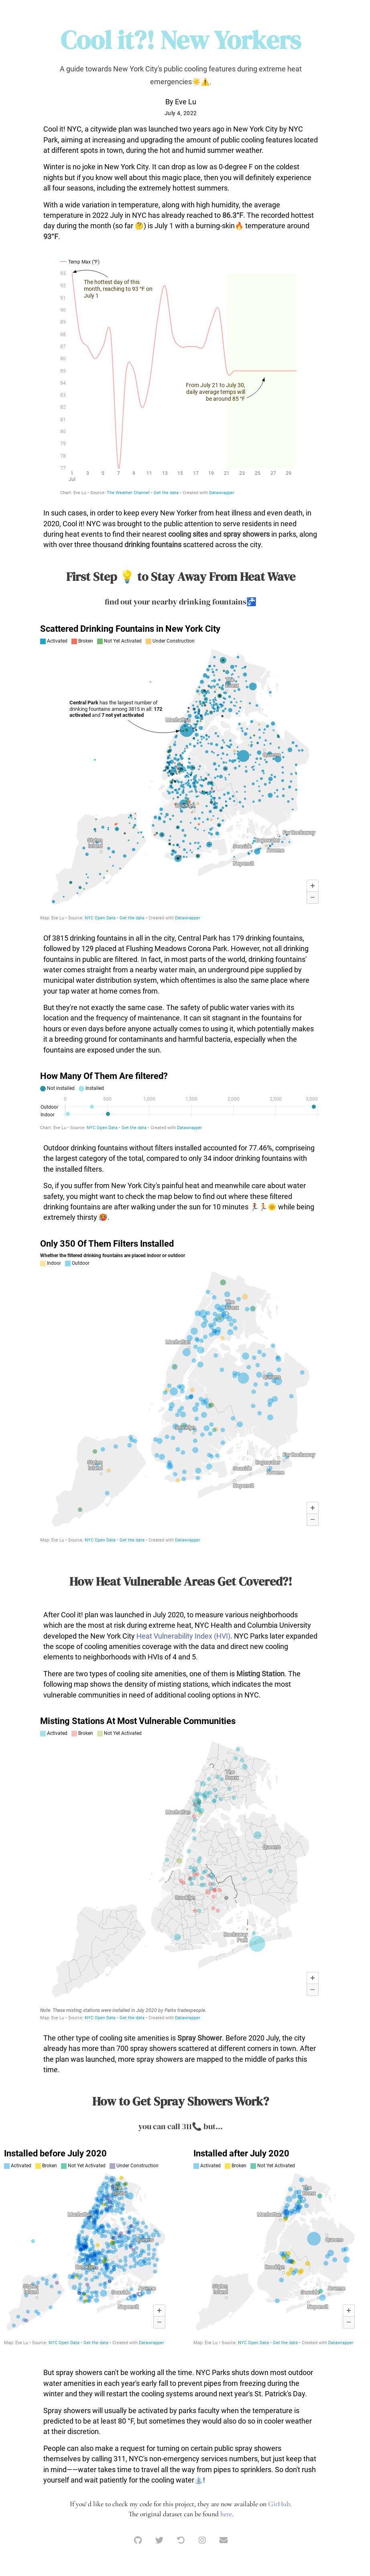 Cool it?! New Yorkers
A guide towards New York City's public cooling features during extreme heat
emergencies☀️⚠️.
By Eve Lu
July 4, 2022
Cool it! NYC, a citywide plan was launched two years ago in New York City by NYC
Park, aiming at increasing and upgrading the amount of public cooling features located
at different spots in town, during the hot and humid summer weather.
Winter is no joke in New York City. It can drop as low as 0-degree F on the coldest
nights but if you know well about this magic place, then you will definitely experience
all four seasons, including the extremely hottest summers.
With a wide variation in temperature, along with high humidity, the average
temperature in 2022 July in NYC has already reached to 86.3°F. The recorded hottest
day during the month (so far 🤔) is July 1 with a burning-skin🔥 temperature around
93°F.
Temp Max (°F)
93
92
91
90
89
88
87
86
85
84
83
82
81
80
79
78
77
The hottest day of this
month, reaching to 93 °F on
July 1
From July 21 to July 30,
daily average temps will
be around 85 °F
1 3 5 7 9 11 13 15 17 19 21 23 25 27 29
Jul
Chart: Eve Lu • Source: The Weather Channel • Get the data • Created with Datawrapper
In such cases, in order to keep every New Yorker from heat illness and even death, in
2020, Cool it! NYC was brought to the public attention to serve residents in need
during heat events to find their nearest cooling sites and spray showers in parks, along
with over three thousand drinking fountains scattered across the city.
First Step 💡 to Stay Away From Heat Wave
find out your nearby drinking fountains🚰
Scattered Drinking Fountains in New York City
Activated Broken Not Yet Activated Under Construction
Central Park has the largest number of
drinking fountains among 3815 in all: 172
activated and 7 not yet activated
The
Bronx
Manhattan
Queens
Brooklyn
Staten
Island
Far Rockaway
Edgewater
Seaside
Arverne
Neponsit
+
−
Map: Eve Lu • Source: NYC Open Data • Get the data • Created with Datawrapper
Of 3815 drinking fountains in all in the city, Central Park has 179 drinking fountains,
followed by 129 placed at Flushing Meadows Corona Park. However, not all drinking
fountains in public are filtered. In fact, in most parts of the world, drinking fountains'
water comes straight from a nearby water main, an underground pipe supplied by
municipal water distribution system, which oftentimes is also the same place where
your tap water at home comes from.
But they're not exactly the same case. The safety of public water varies with its
location and the frequency of maintenance. It can sit stagnant in the fountains for
hours or even days before anyone actually comes to using it, which potentially makes
it a breeding ground for contaminants and harmful bacteria, especially when the
fountains are exposed under the sun.
How Many Of Them Are filtered?
Not installed Installed
0 500 1,000 1,500 2,000 2,500 3,000
Outdoor
Indoor
Chart: Eve Lu • Source: NYC Open Data • Get the data • Created with Datawrapper
Outdoor drinking fountains without filters installed accounted for 77.46%, comprising
the largest category of the total, compared to only 34 indoor drinking fountains with
the installed filters.
So, if you suffer from New York City's painful heat and meanwhile care about water
safety, you might want to check the map below to find out where these filtered
drinking fountains are after walking under the sun for 10 minutes 🚶🏃🌞 while being
extremely thirsty 🥵.
Only 350 Of Them Filters Installed
Whether the filtered drinking fountains are placed indoor or outdoor
Indoor Outdoor
The
Bronx
Manhattan
Queens
Brooklyn
Staten
Island
Far Rockaway
Edgewater
Seaside
Arverne
Neponsit
+
−
Map: Eve Lu • Source: NYC Open Data • Get the data • Created with Datawrapper
How Heat Vulnerable Areas Get Covered?!
After Cool it! plan was launched in July 2020, to measure various neighborhoods
which are the most at risk during extreme heat, NYC Health and Columbia University
developed the New York City Heat Vulnerability Index (HVI). NYC Parks later expanded
the scope of cooling amenities coverage with the data and direct new cooling
elements to neighborhoods with HVIs of 4 and 5.
There are two types of cooling site amenities, one of them is Misting Station. The
following map shows the density of misting stations, which indicates the most
vulnerable communities in need of additional cooling options in NYC.
Misting Stations At Most Vulnerable Communities
Activated Broken Not Yet Activated
The
Bronx
Manhattan
Queens
Brooklyn
Rockaway
Park
+
−
Note: These misting stations were installed in July 2020 by Parks tradespeople.
Map: Eve Lu • Source: NYC Open Data • Get the data • Created with Datawrapper
The other type of cooling site amenities is Spray Shower. Before 2020 July, the city
already has more than 700 spray showers scattered at different corners in town. After
the plan was launched, more spray showers are mapped to the middle of parks this
time.
How to Get Spray Showers Work?
you can call 311📞 but...
Installed before July 2020
Activated Broken Not Yet Activated Under Construction
The
Bronx
Manhattan
Queens
Brooklyn
Staten
Island
Seaside
Arverne
Neponsit
+
−
Map: Eve Lu • Source: NYC Open Data • Get the data • Created with Datawrapper
Installed after July 2020
Activated Broken Not Yet Activated
The
Bronx
Manhattan
Queens
Brooklyn
Staten
Island
Seaside
Arverne
Neponsit
+
−
Map: Eve Lu • Source: NYC Open Data • Get the data • Created with Datawrapper
But spray showers can't be working all the time. NYC Parks shuts down most outdoor
water amenities in each year's early fall to prevent pipes from freezing during the
winter and they will restart the cooling systems around next year's St. Patrick's Day.
Spray showers will usually be activated by parks faculty when the temperature is
predicted to be at least 80 °F, but sometimes they would also do so in cooler weather
at their discretion.
People can also make a request for turning on certain public spray showers
themselves by calling 311, NYC's non-emergency services numbers, but just keep that
in mind——water takes time to travel all the way from pipes to sprinklers. So don't rush
yourself and wait patiently for the cooling water⛲!
If you'd like to check my code for this project, they are now available on GitHub.
The original dataset can be found here.